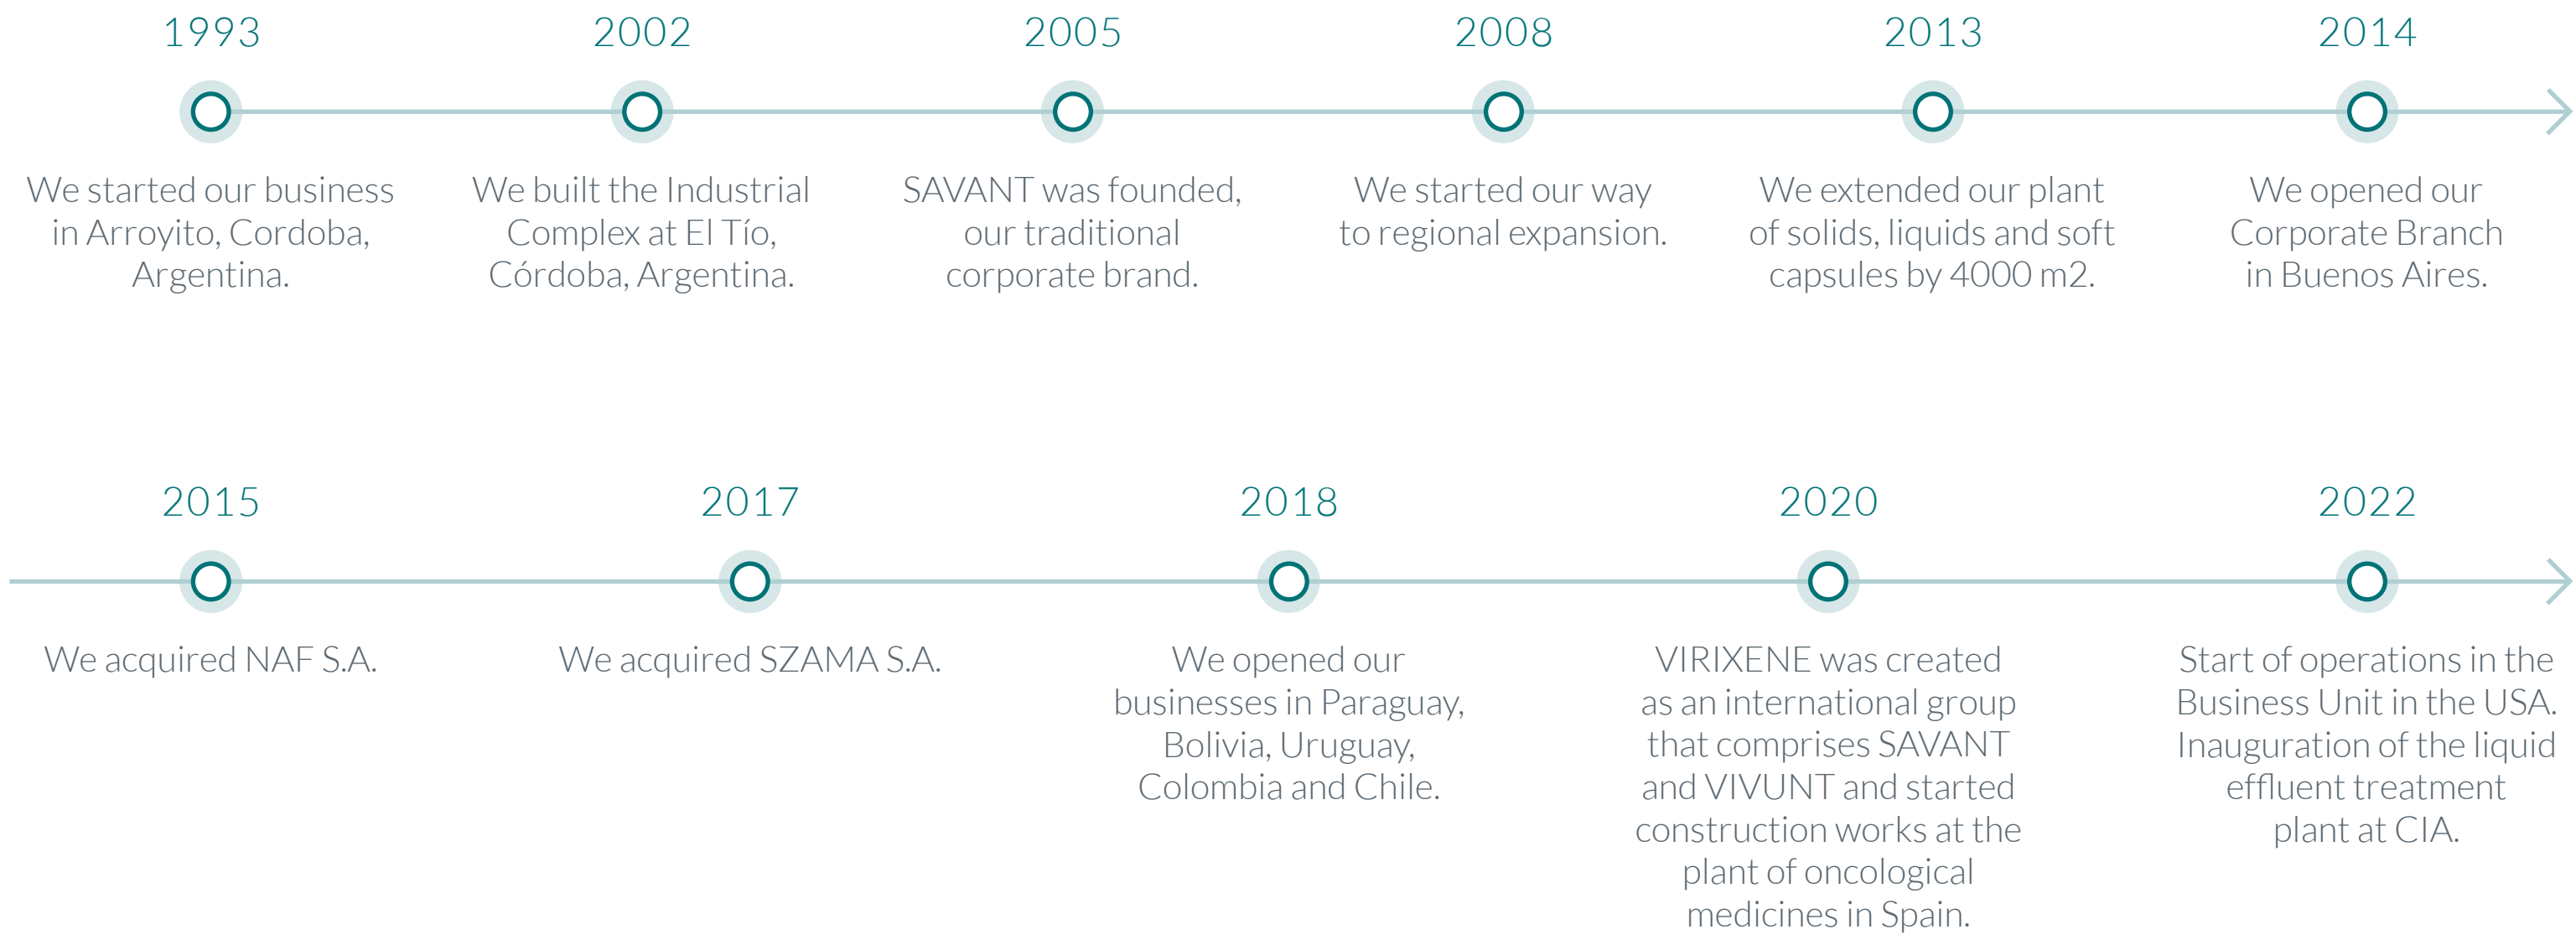 1993
We started our business
in Arroyito, Cordoba,
Argentina.
2002
We built the Industrial
Complex at El Tío,
Córdoba, Argentina.
2005
SAVANT was founded,
our traditional
corporate brand.
2008
We started our way
to regional expansion.
2013
We extended our plant
of solids, liquids and soft
capsules by 4000 m2.
2014
We opened our
Corporate Branch
in Buenos Aires.
2015
We acquired NAF S.A.
2017
We acquired SZAMA S.A.
2018
We opened our
businesses in Paraguay,
Bolivia, Uruguay,
Colombia and Chile.
2020
VIRIXENE was created
as an international group
that comprises SAVANT
and VIVUNT and started
construction works at the
plant of oncological
medicines in Spain.
2022
Start of operations in the
Business Unit in the USA.
Inauguration of the liquid
effluent treatment
plant at CIA.